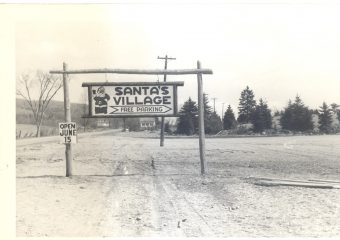 SANTA'S
VILLAGE
FREE PARKING
OPEN
JUNE
15